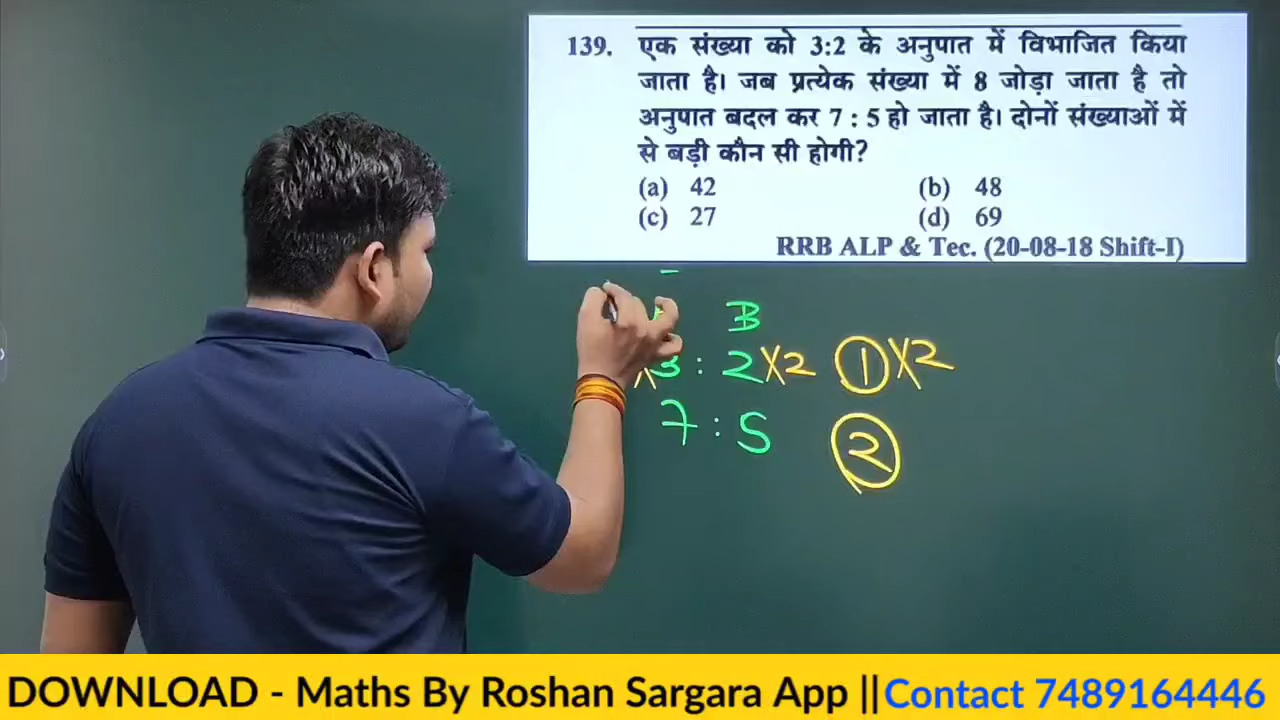 139. एक संख्या को 3:2 के अनुपात में विभाजित किया
जाता है। जब प्रत्येक संख्या में 8 जोड़ा जाता है तो
अनुपात बदल कर 7 : 5 हो जाता है। दोनों संख्याओं में
से बड़ी कौन सी होगी?
(a) 42 (b) 48
(c) 27 (d) 69
RRB ALP & Tec. (20-08-18 Shift-I)
B
3 : 2 X2 1 X2
7 : 5 2
DOWNLOAD - Maths By Roshan Sargara App || Contact 7489164446